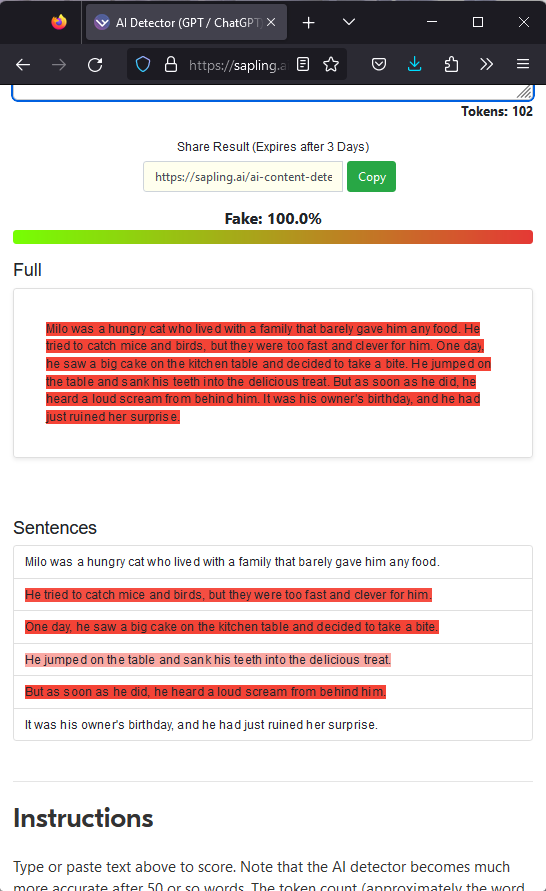 AI Detector (GPT / ChatGPT)
https://sapling.a
Tokens: 102
Share Result (Expires after 3 Days)
https://sapling.ai/ai-content-dete
Copy
Fake: 100.0%
Full
Milo was a hungry cat who lived with a family that barely gave him any food. He
tried to catch mice and birds, but they were too fast and clever for him. One day,
he saw a big cake on the kitchen table and decided to take a bite. He jumped on
the table and sank his teeth into the delicious treat. But as soon as he did, he
heard a loud scream from behind him. It was his owner's birthday, and he had
just ruined her surprise.
Sentences
Milo was a hungry cat who lived with a family that barely gave him any food.
He tried to catch mice and birds, but they were too fast and clever for him.
One day, he saw a big cake on the kitchen table and decided to take a bite.
He jumped on the table and sank his teeth into the delicious treat.
But as soon as he did, he heard a loud scream from behind him.
It was his owner's birthday, and he had just ruined her surprise.
Instructions
Type or paste text above to score. Note that the AI detector becomes much
more accurate after 50 or so words. The token count (approximately the word